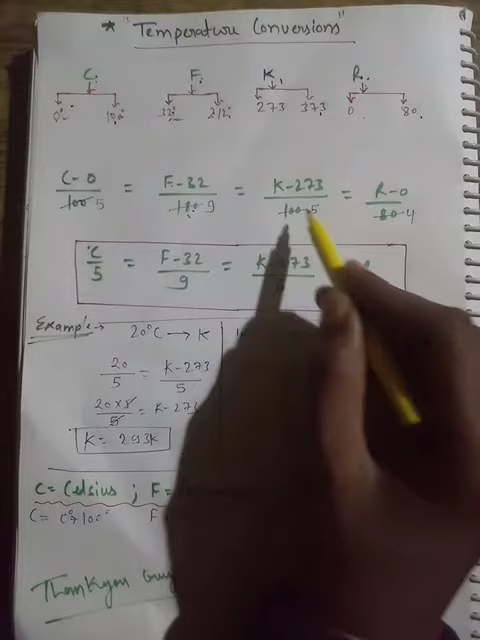 * "Temperature Conversions"
C. F. K, R.
0° 100° 32° 212° 273 373. 0 80.
C-0 / 100 5 = F-32 / 180 9 = K-273 / 100 5 = R-0 / 80 4
C / 5 = F-32 / 9 = K-273
Example→ 20°C → K
20 / 5 = K-273 / 5
20 x 5 / 5 = K-273
K = 293K
C = Celsius ; F =
C = 0° 100° F
Thankyou